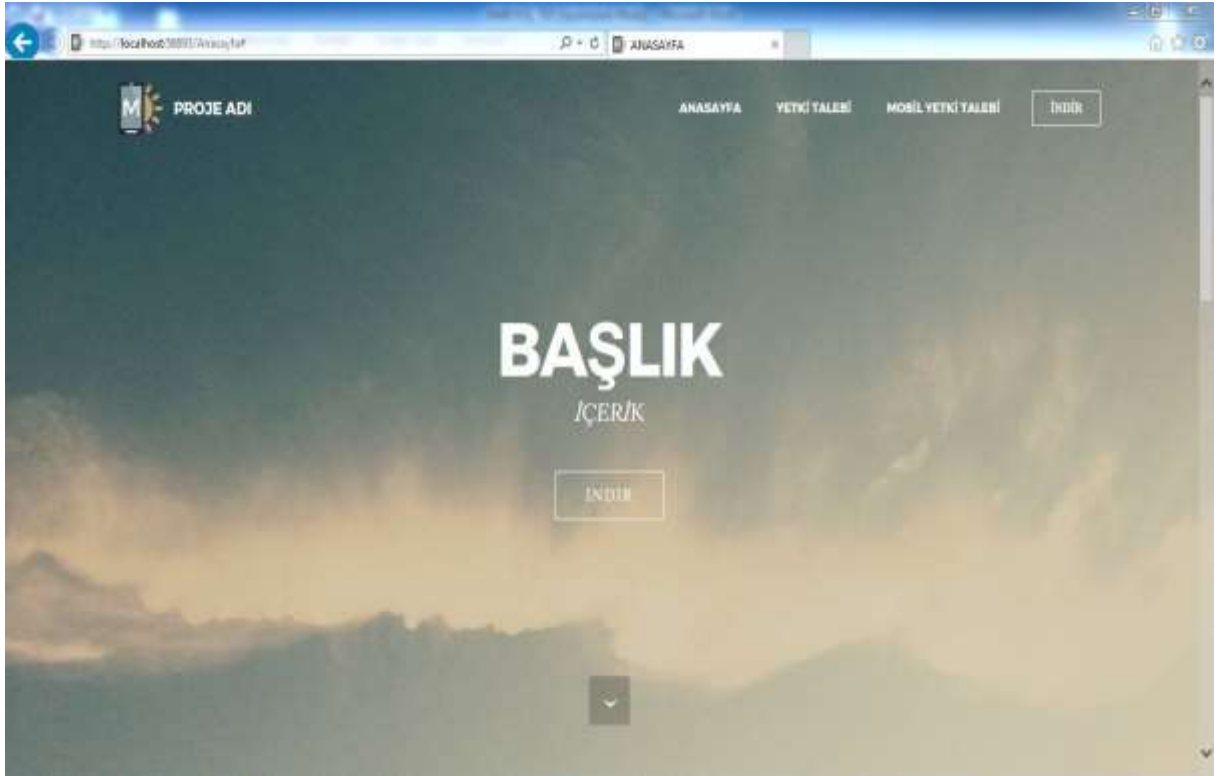 ANASAYFA
M PROJE ADI
ANASAYFA YETKİ TALEBİ MOBİL YETKİ TALEBİ İNDİR
BAŞLIK
İÇERİK
İNDİR